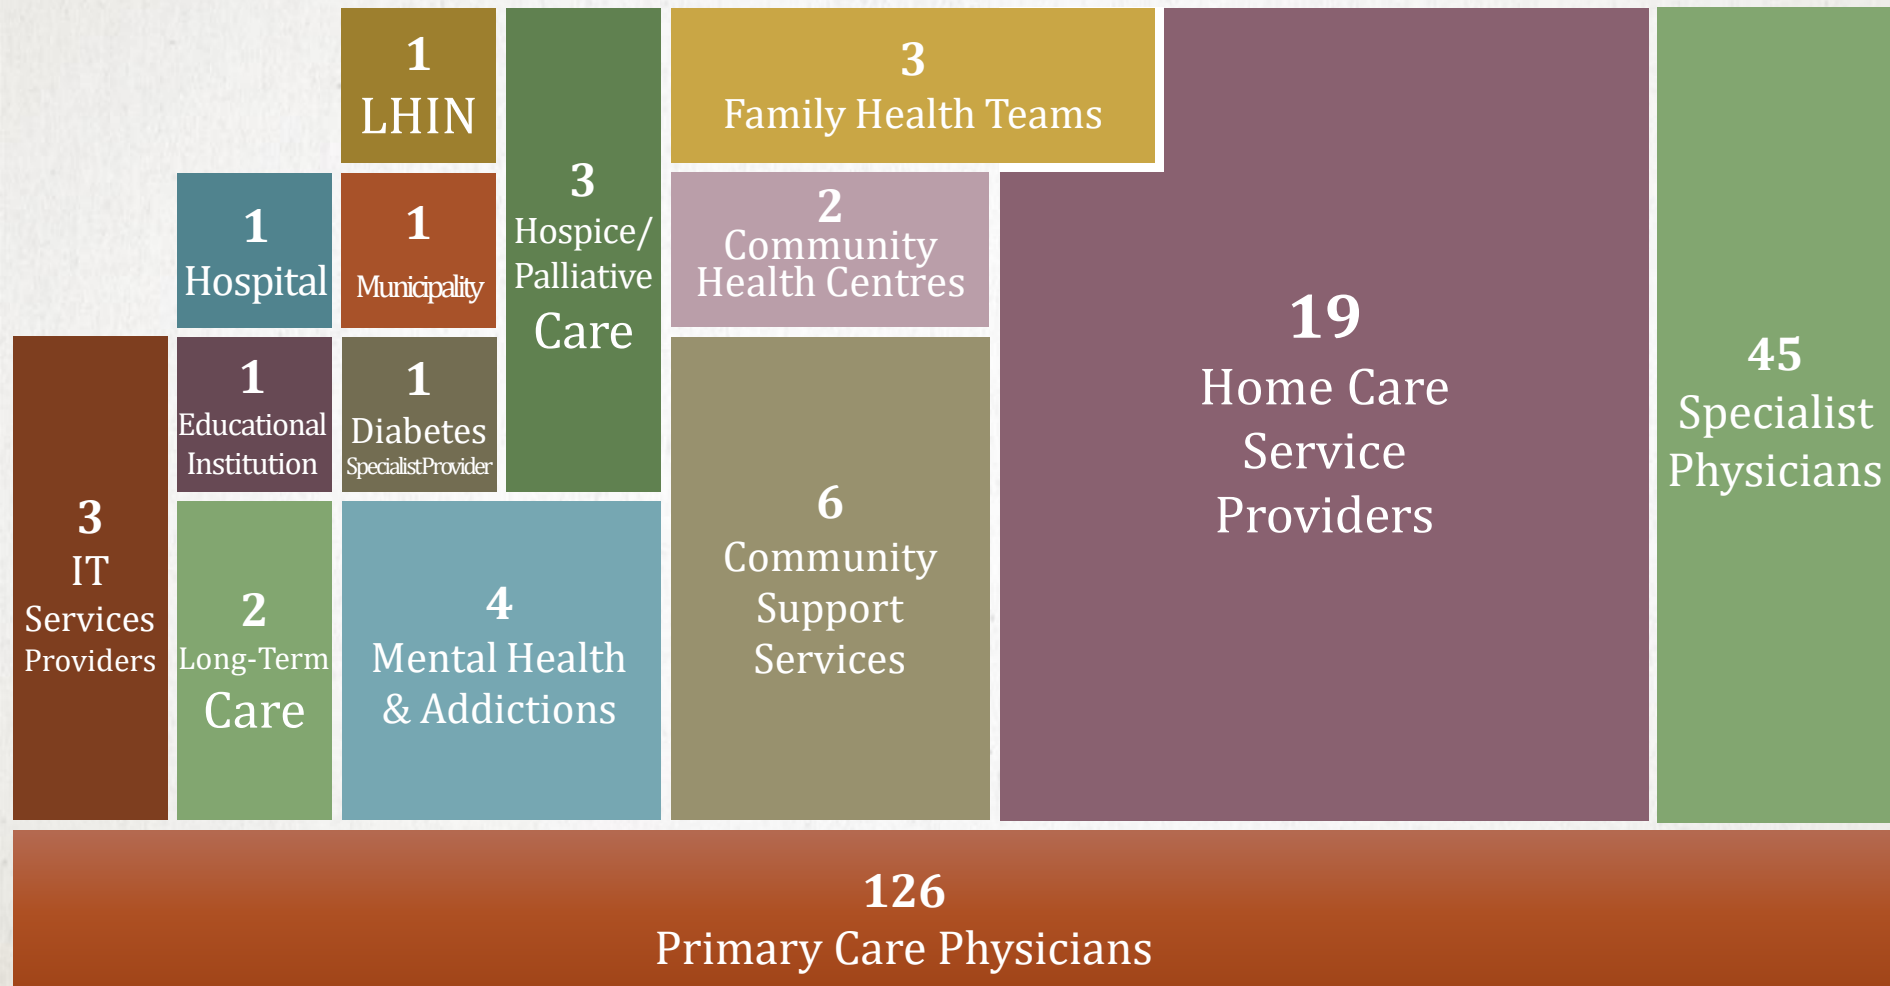 1
LHIN
3
Hospice/
Palliative
Care
3
Family Health Teams
19
Home Care
Service
Providers
45
Specialist
Physicians
1
Hospital
1
Municipality
2
Community
Health Centres
3
IT
Services
Providers
1
Educational
Institution
1
Diabetes
Specialist Provider
6
Community
Support
Services
2
Long-Term
Care
4
Mental Health
& Addictions
126
Primary Care Physicians